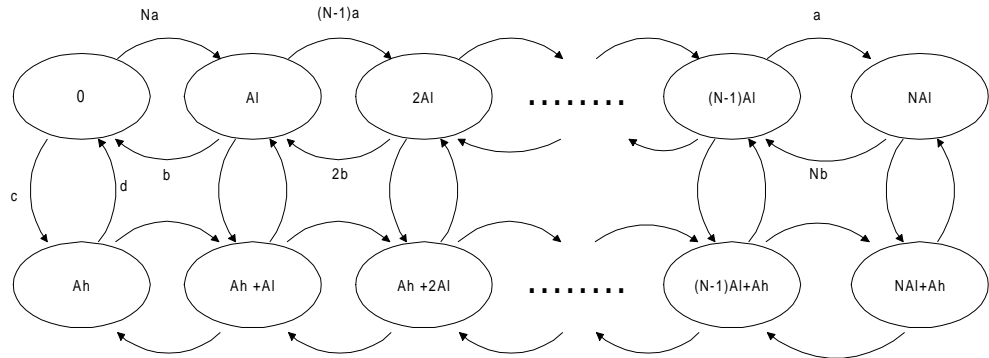 Na (N-1)a a
0 Al 2Al ........ (N-1)Al NAl
b 2b Nb
c d
Ah Ah +Al Ah +2Al ........ (N-1)Al+Ah NAl+Ah